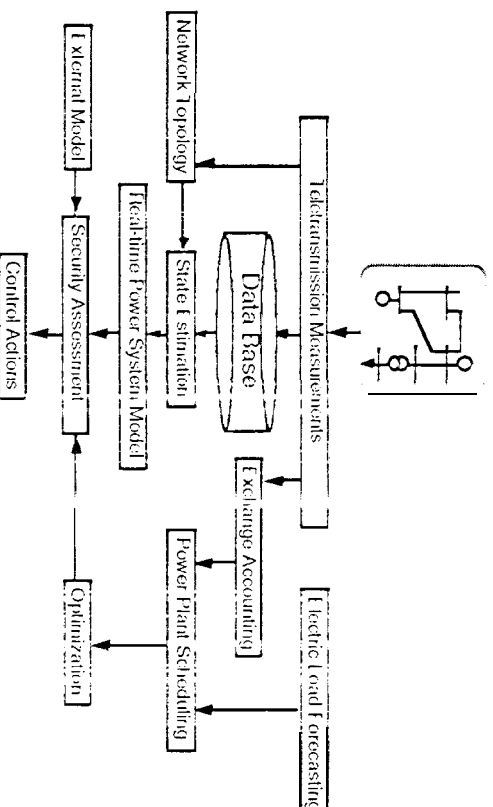 Teletransmission Measurements
Electric Load Forecasting
Data Base
Exchange Accounting
Network Topology
State Estimation
Power Plant Scheduling
Real-time Power System Model
External Model
Security Assessment
Optimization
Control Actions